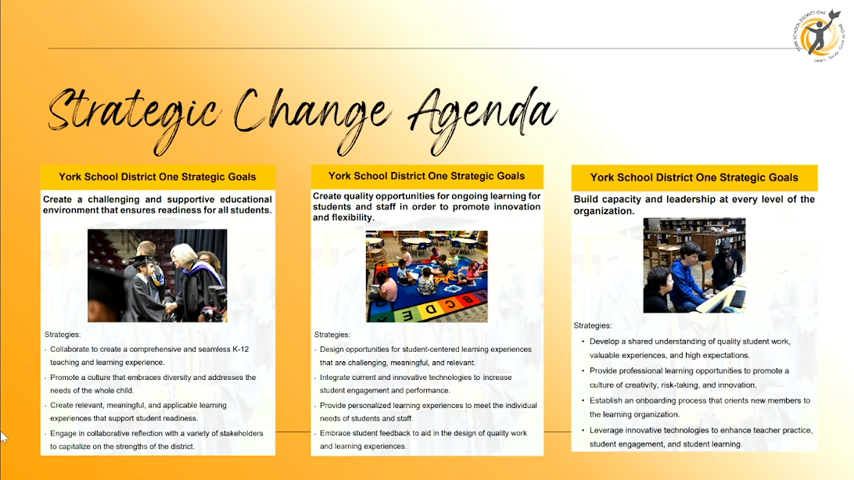 YORK SCHOOL DISTRICT ONE
Strategic Change Agenda
York School District One Strategic Goals
Create a challenging and supportive educational
environment that ensures readiness for all students.
Strategies:
- Collaborate to create a comprehensive and seamless K-12
teaching and learning experience.
- Promote a culture that embraces diversity and addresses the
needs of the whole child.
- Create relevant, meaningful, and applicable learning
experiences that support student readiness.
- Engage in collaborative reflection with a variety of stakeholders
to capitalize on the strengths of the district.
York School District One Strategic Goals
Create quality opportunities for ongoing learning for
students and staff in order to promote innovation
and flexibility.
A B C D E
Strategies:
- Design opportunities for student-centered learning experiences
that are challenging, meaningful, and relevant.
- Integrate current and innovative technologies to increase
student engagement and performance.
- Provide personalized learning experiences to meet the individual
needs of students and staff.
- Embrace student feedback to aid in the design of quality work
and learning experiences.
York School District One Strategic Goals
Build capacity and leadership at every level of the
organization.
Strategies:
• Develop a shared understanding of quality student work,
valuable experiences, and high expectations.
• Provide professional learning opportunities to promote a
culture of creativity, risk-taking, and innovation.
• Establish an onboarding process that orients new members to
the learning organization.
• Leverage innovative technologies to enhance teacher practice,
student engagement, and student learning.